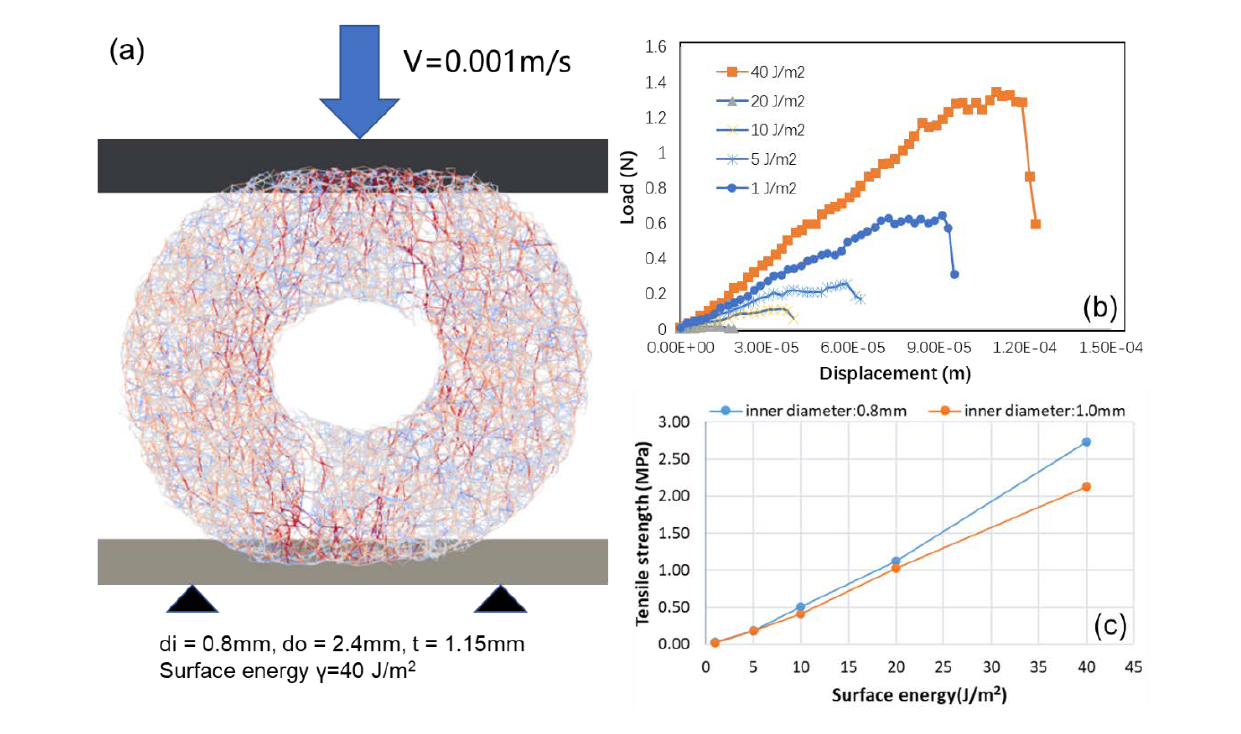 (a)
V=0.001m/s
di = 0.8mm, do = 2.4mm, t = 1.15mm
Surface energy γ=40 J/m²
1.6
1.4
1.2
1
0.8
0.6
0.4
0.2
0
Load (N)
40 J/m2
20 J/m2
10 J/m2
5 J/m2
1 J/m2
(b)
0.00E+00 3.00E-05 6.00E-05 9.00E-05 1.20E-04 1.50E-04
Displacement (m)
inner diameter:0.8mm inner diameter:1.0mm
3.00
2.50
2.00
1.50
1.00
0.50
0.00
Tensile strength (MPa)
(c)
0 5 10 15 20 25 30 35 40 45
Surface energy(J/m²)